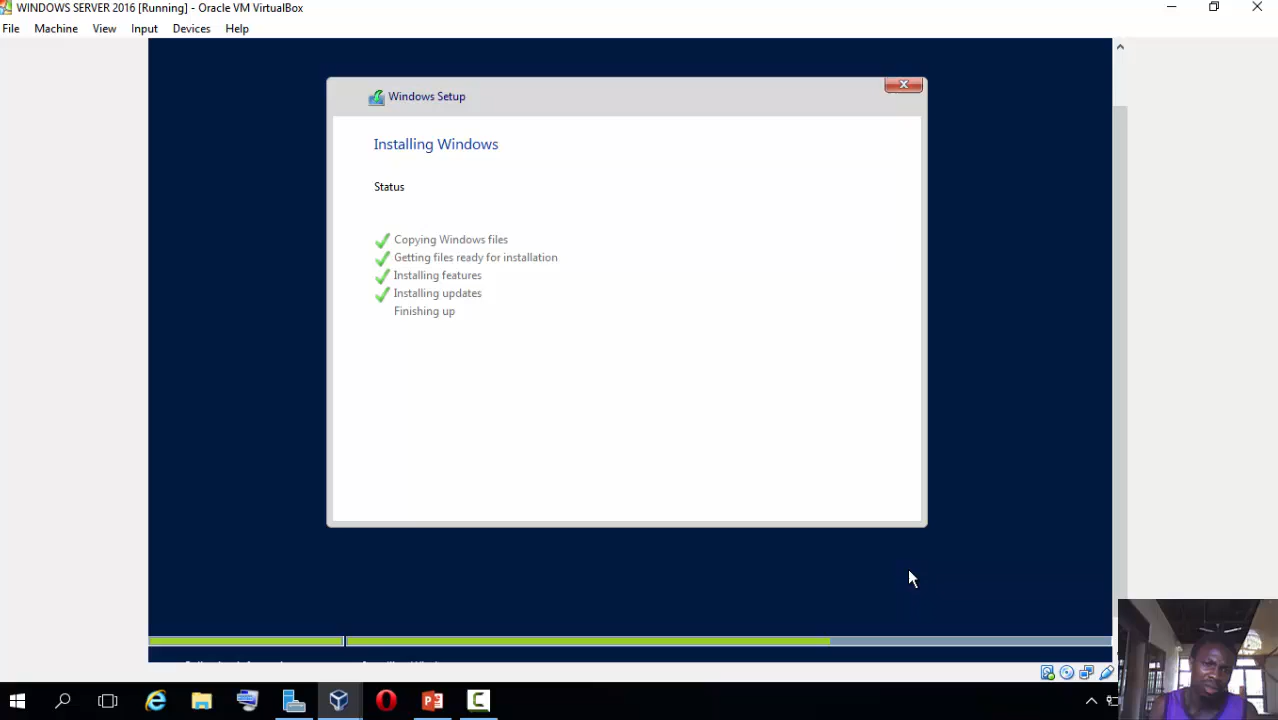 WINDOWS SERVER 2016 [Running] - Oracle VM VirtualBox
File Machine View Input Devices Help
Windows Setup
Installing Windows
Status
Copying Windows files
Getting files ready for installation
Installing features
Installing updates
Finishing up